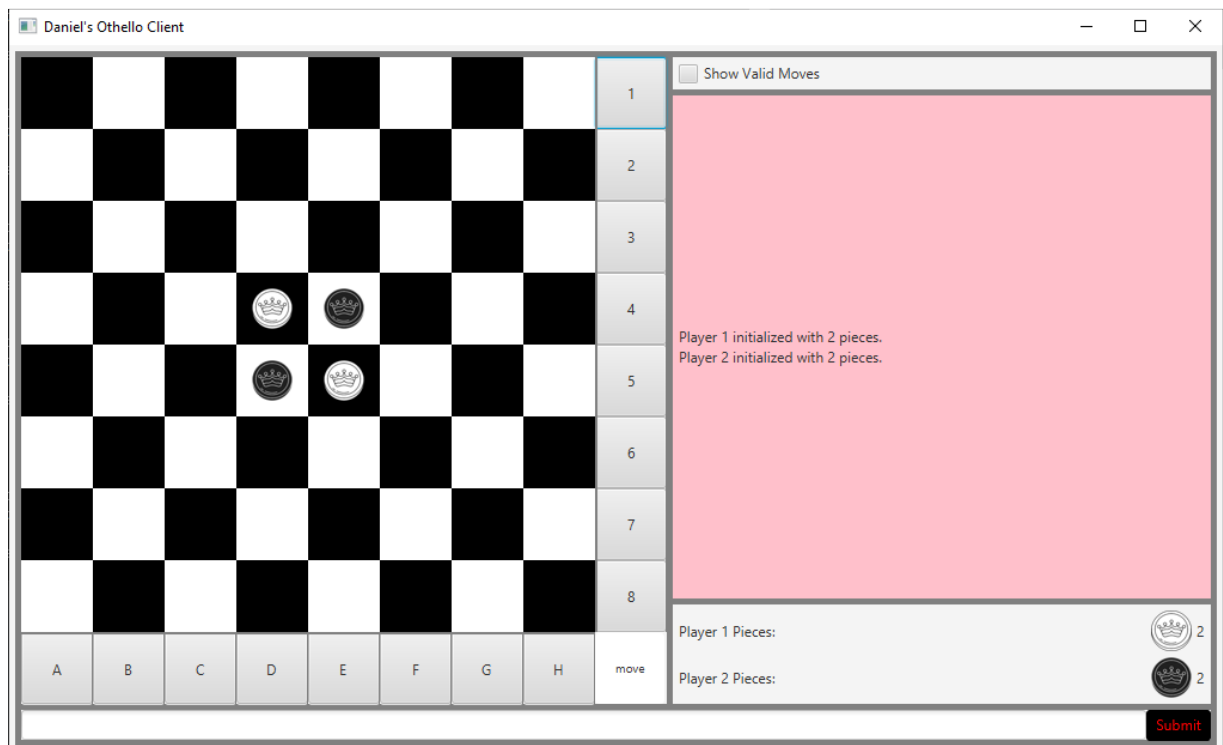 Daniel's Othello Client
Show Valid Moves
1
2
3
4
5
6
7
8
A B C D E F G H move
Player 1 initialized with 2 pieces.
Player 2 initialized with 2 pieces.
Player 1 Pieces: 2
Player 2 Pieces: 2
Submit